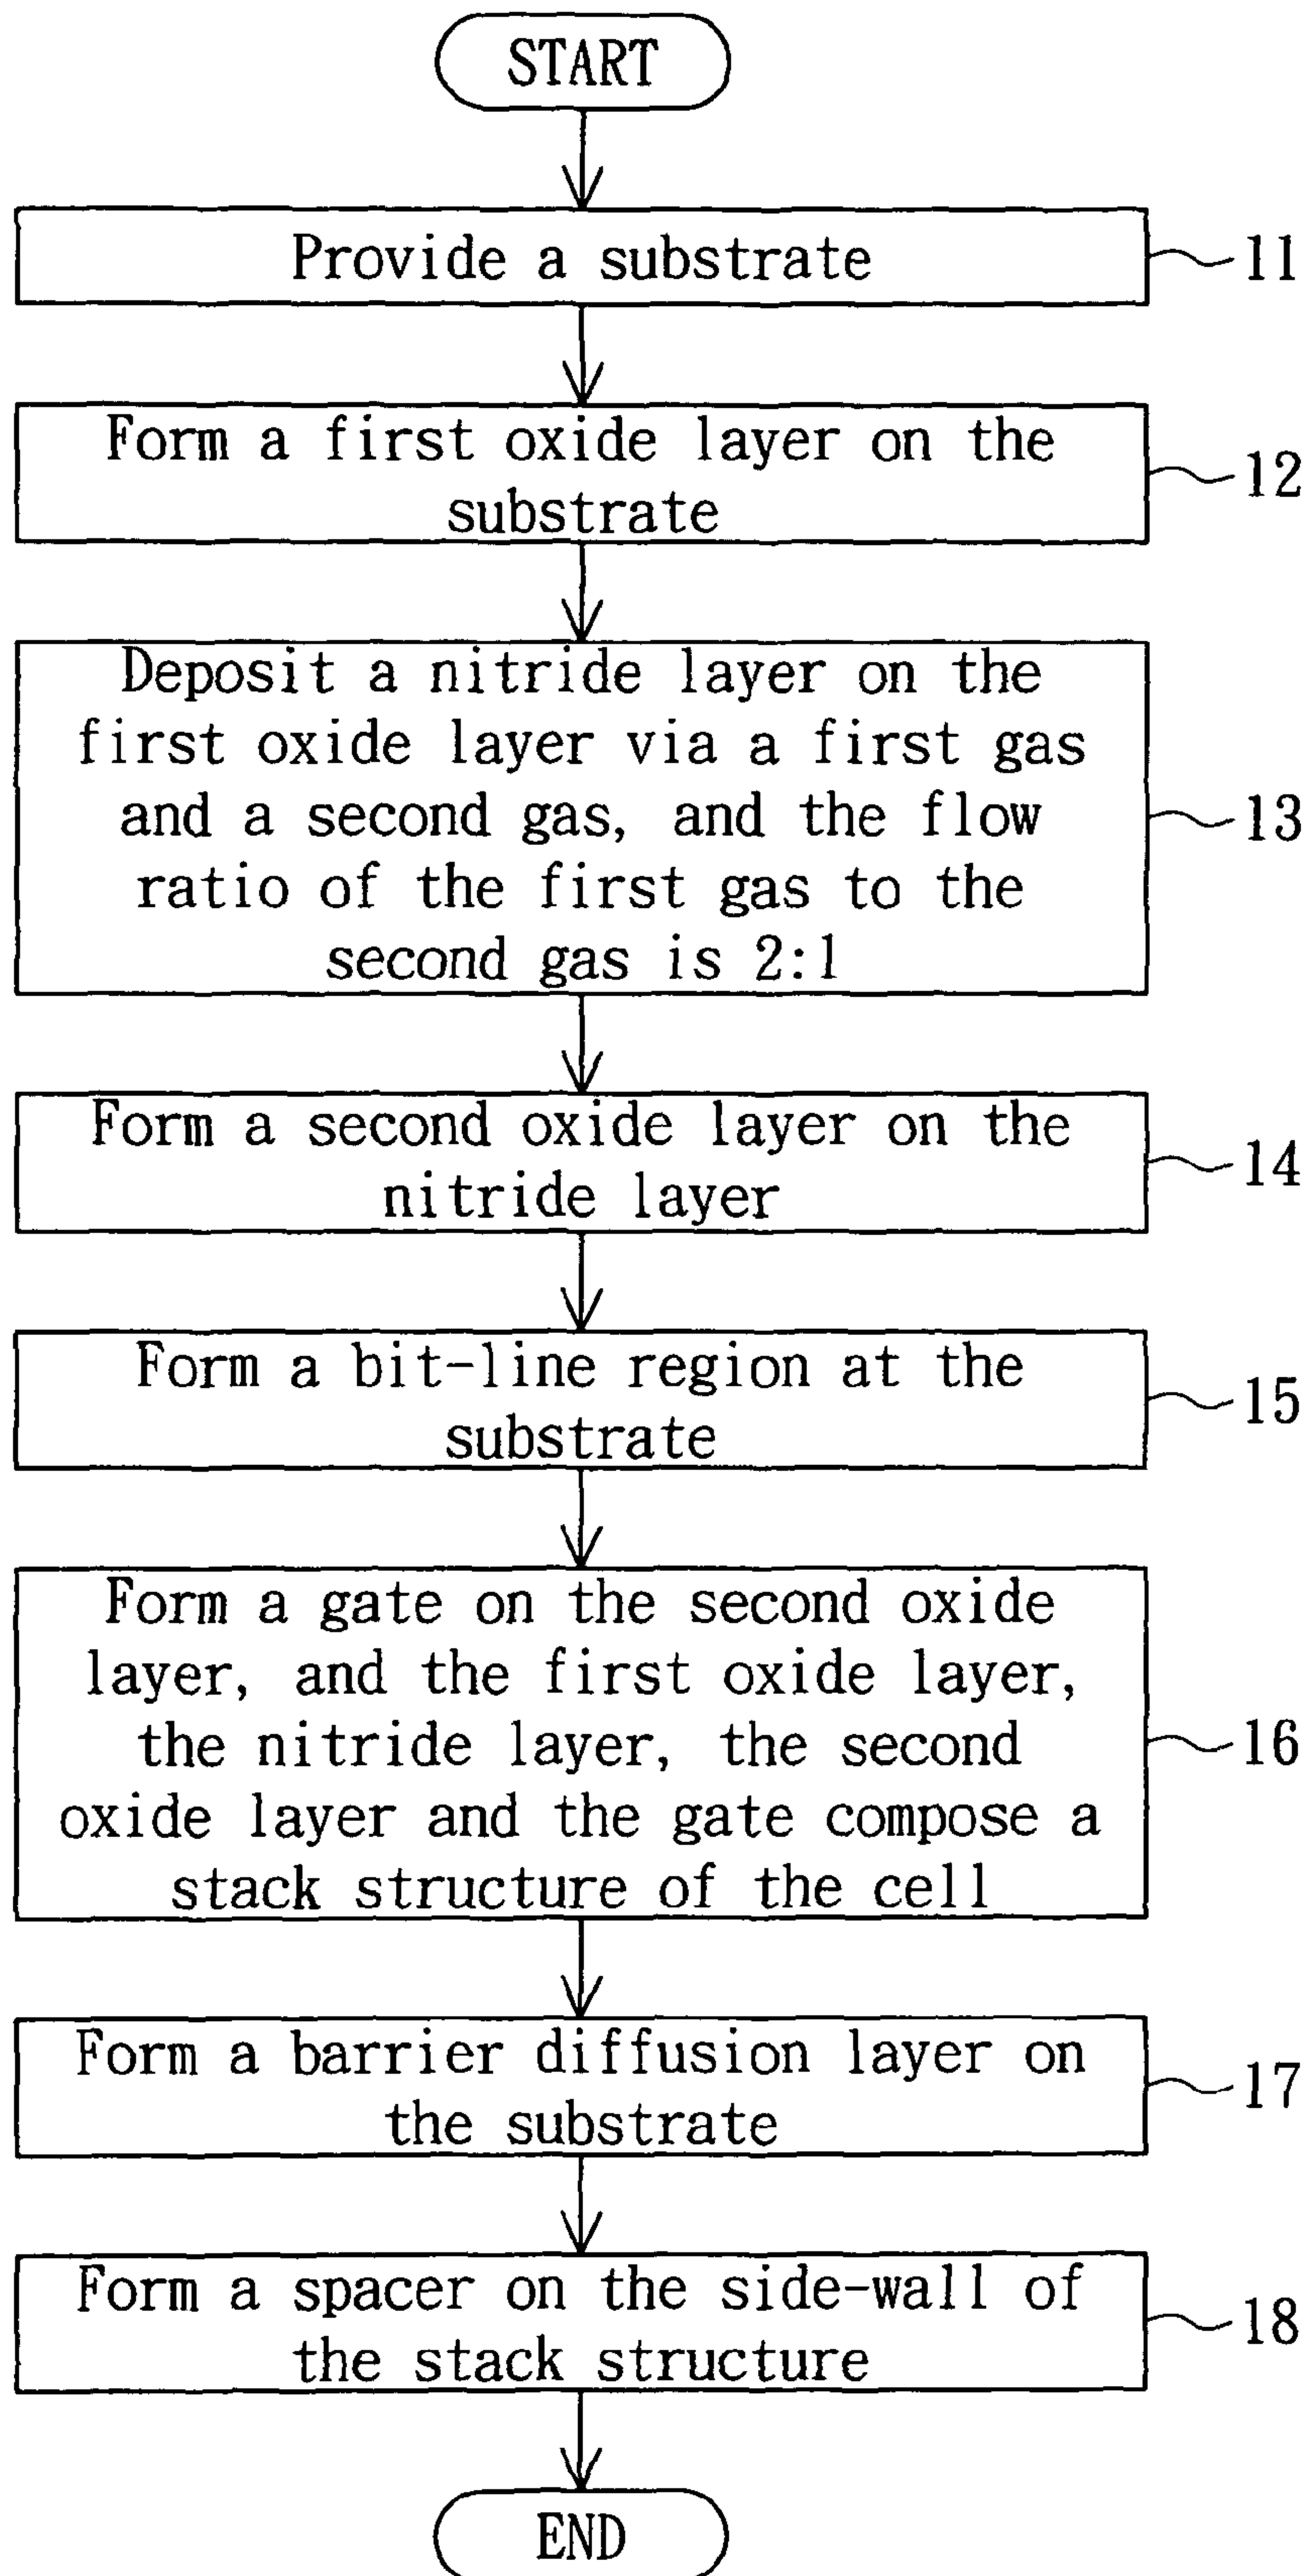 START
Provide a substrate
11
Form a first oxide layer on the
substrate
12
Deposit a nitride layer on the
first oxide layer via a first gas
and a second gas, and the flow
ratio of the first gas to the
second gas is 2:1
13
Form a second oxide layer on the
nitride layer
14
Form a bit-line region at the
substrate
15
Form a gate on the second oxide
layer, and the first oxide layer,
the nitride layer, the second
oxide layer and the gate compose a
stack structure of the cell
16
Form a barrier diffusion layer on
the substrate
17
Form a spacer on the side-wall of
the stack structure
18
END